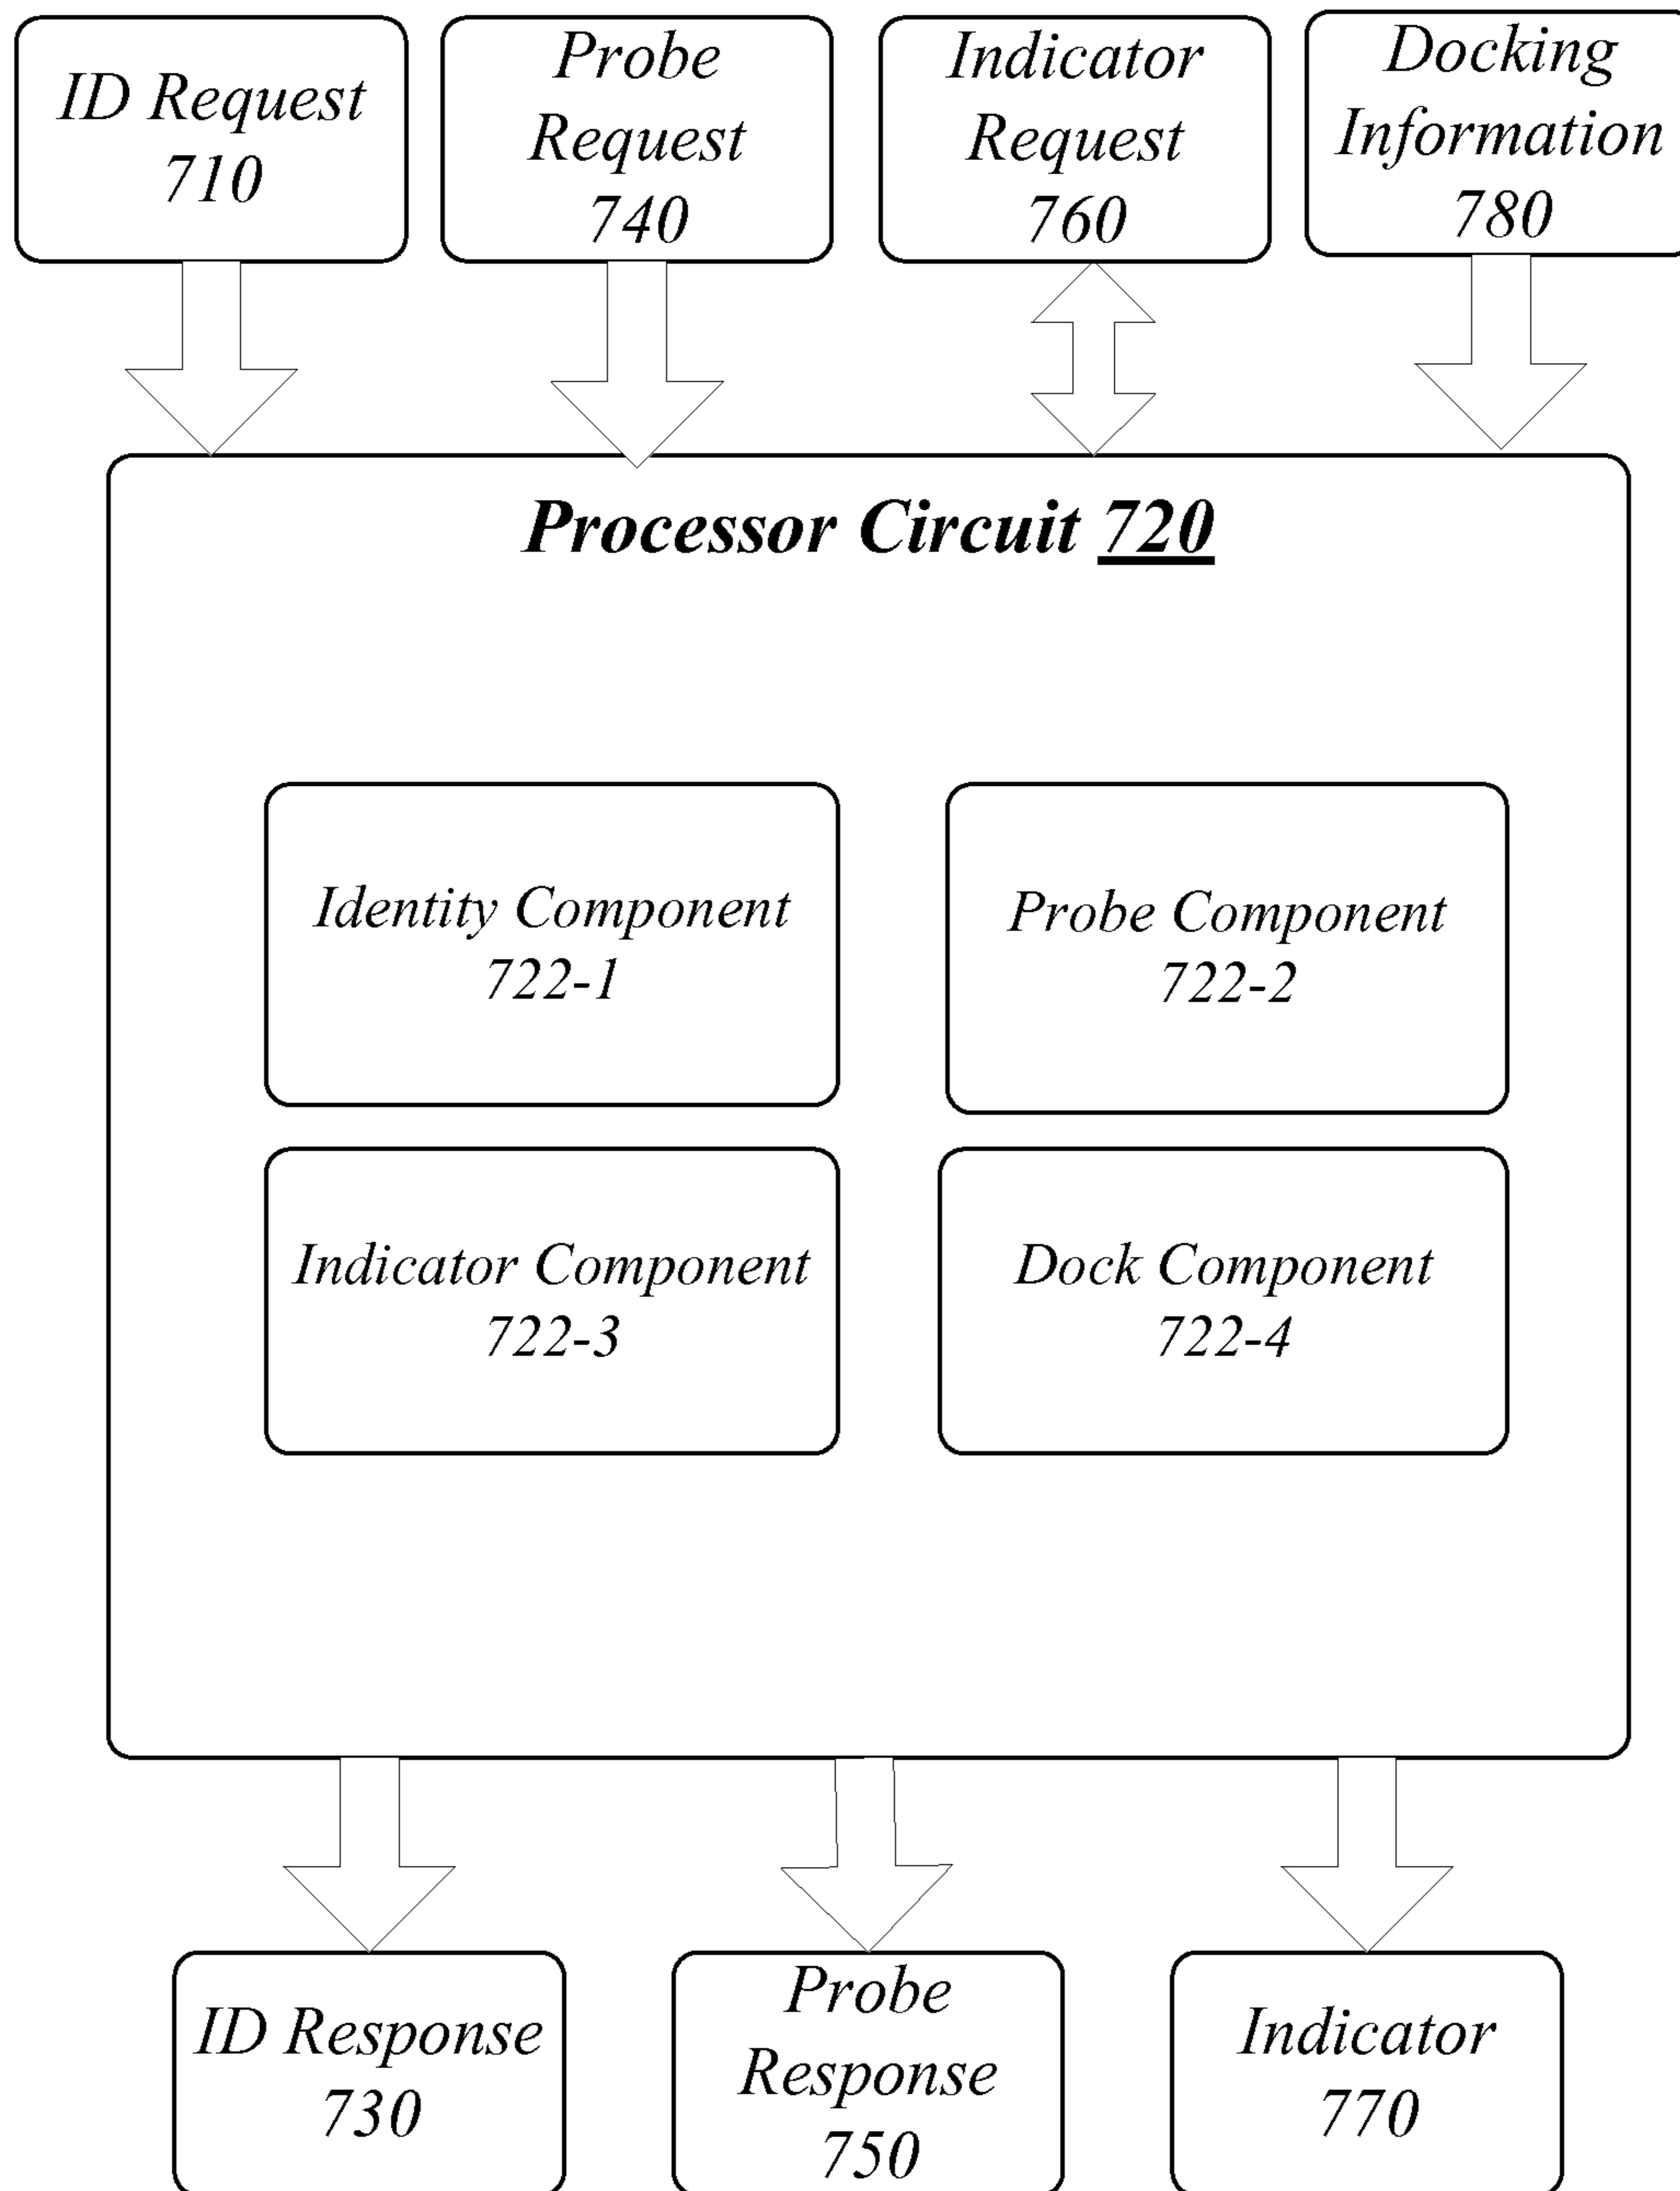 ID Request
710
Probe
Request
740
Indicator
Request
760
Docking
Information
780
Processor Circuit 720
Identity Component
722-1
Probe Component
722-2
Indicator Component
722-3
Dock Component
722-4
ID Response
730
Probe
Response
750
Indicator
770